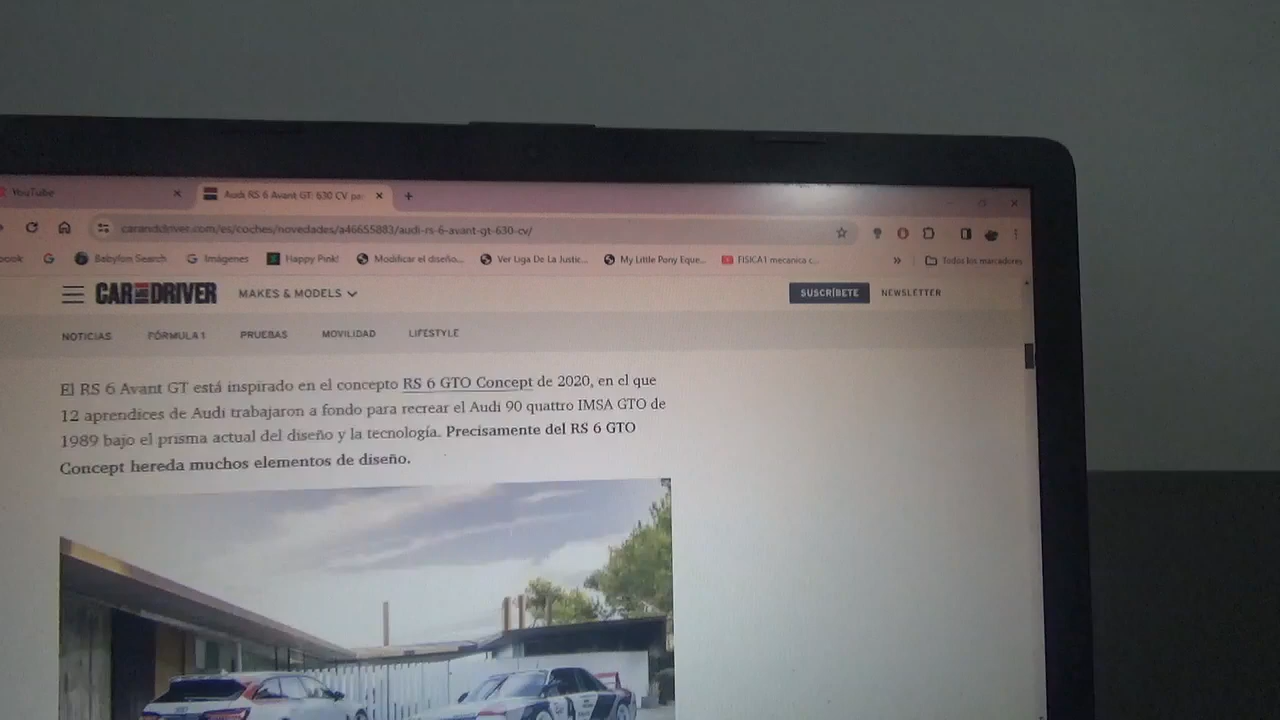 YouTube
Audi RS 6 Avant GT: 630 CV pa
caranddriver.com/es/coches/novedades/a46655883/audi-rs-6-avant-gt-630-cv/
ook G Babylon Search Imágenes Happy Pink! Modificar el diseño... Ver Liga De La Justic... My Little Pony Eque... FISICA1 mecanica c... » Todos los marcadores
CAR AND DRIVER MAKES & MODELS SUSCRÍBETE NEWSLETTER
NOTICIAS FÓRMULA 1 PRUEBAS MOVILIDAD LIFESTYLE
El RS 6 Avant GT está inspirado en el concepto RS 6 GTO Concept de 2020, en el que
12 aprendices de Audi trabajaron a fondo para recrear el Audi 90 quattro IMSA GTO de
1989 bajo el prisma actual del diseño y la tecnología. Precisamente del RS 6 GTO
Concept hereda muchos elementos de diseño.